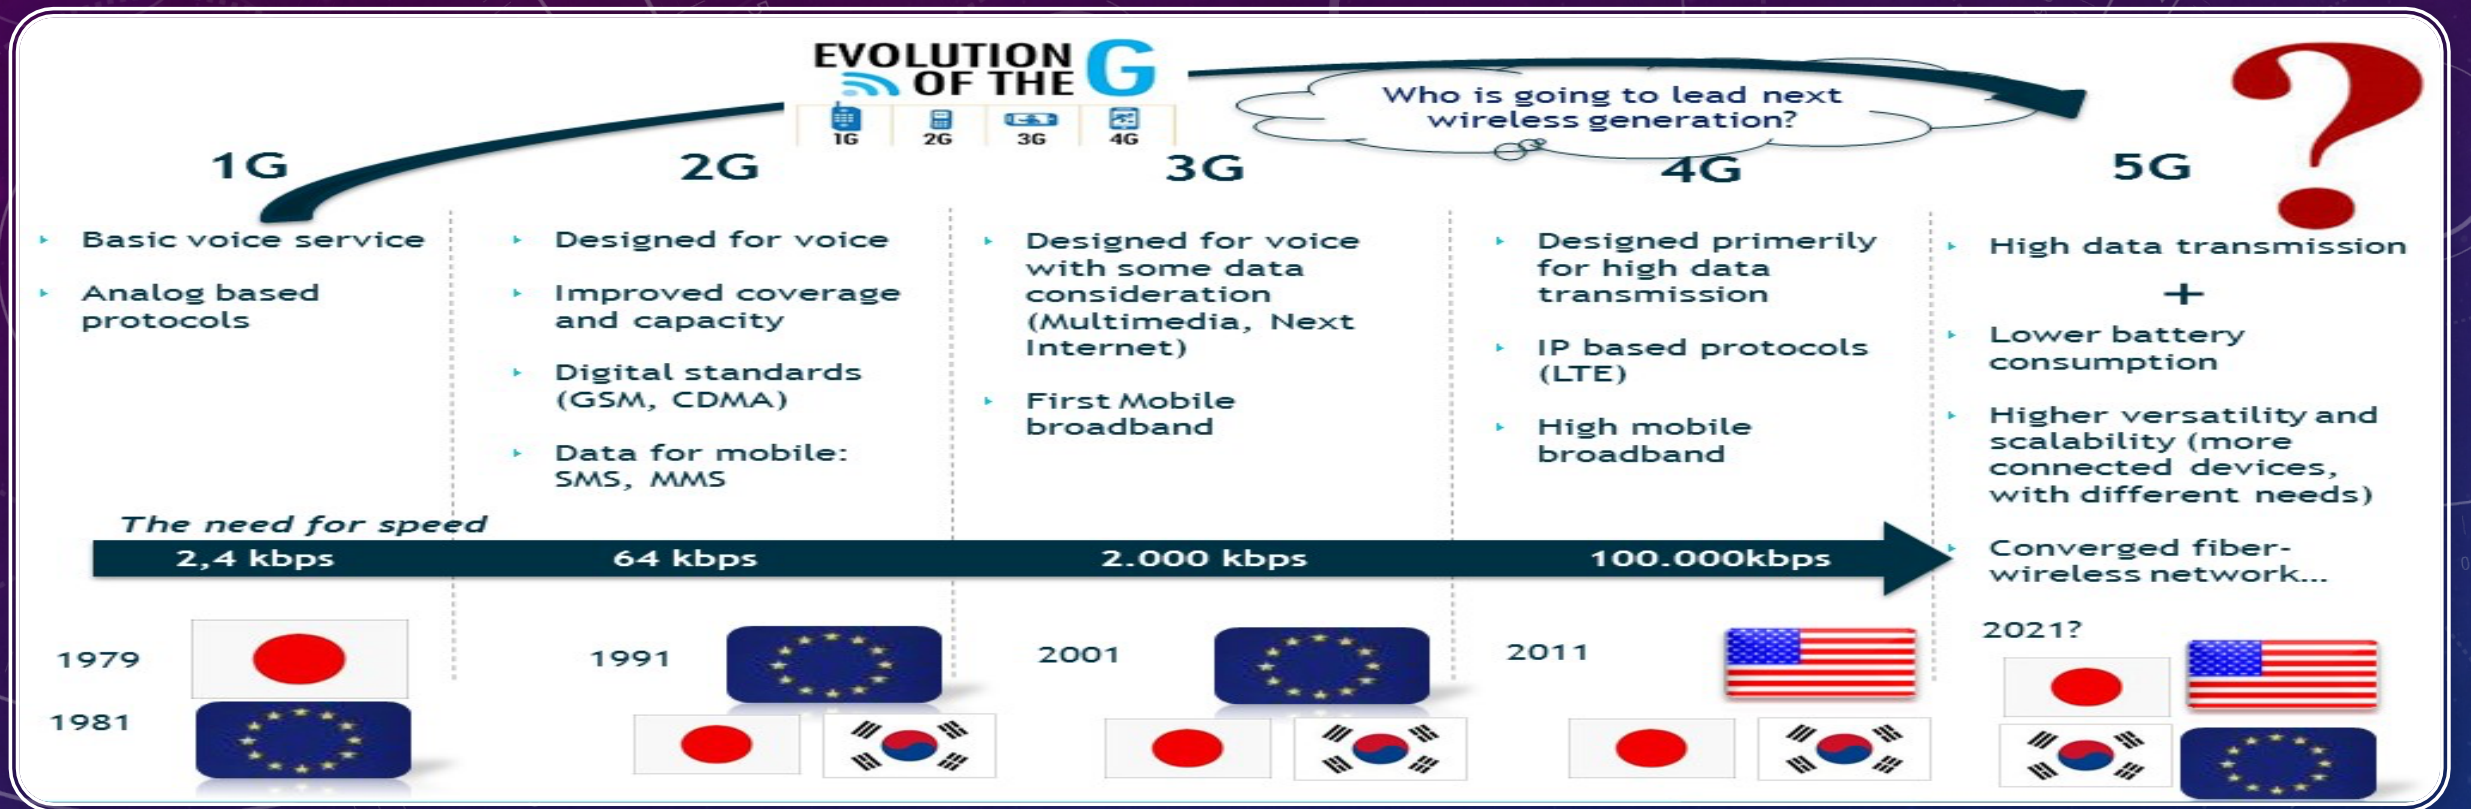 EVOLUTION
OF THE G
1G 2G 3G 4G
Who is going to lead next
wireless generation?
?
1G
Basic voice service
Analog based
protocols
2G
Designed for voice
Improved coverage
and capacity
Digital standards
(GSM, CDMA)
Data for mobile:
SMS, MMS
3G
Designed for voice
with some data
consideration
(Multimedia, Next
Internet)
First Mobile
broadband
4G
Designed primerily
for high data
transmission
IP based protocols
(LTE)
High mobile
broadband
5G
High data transmission
+
Lower battery
consumption
Higher versatility and
scalability (more
connected devices,
with different needs)
Converged fiber-
wireless network...
The need for speed
2,4 kbps
64 kbps
2.000 kbps
100.000kbps
1979
1981
1991
2001
2011
2021?